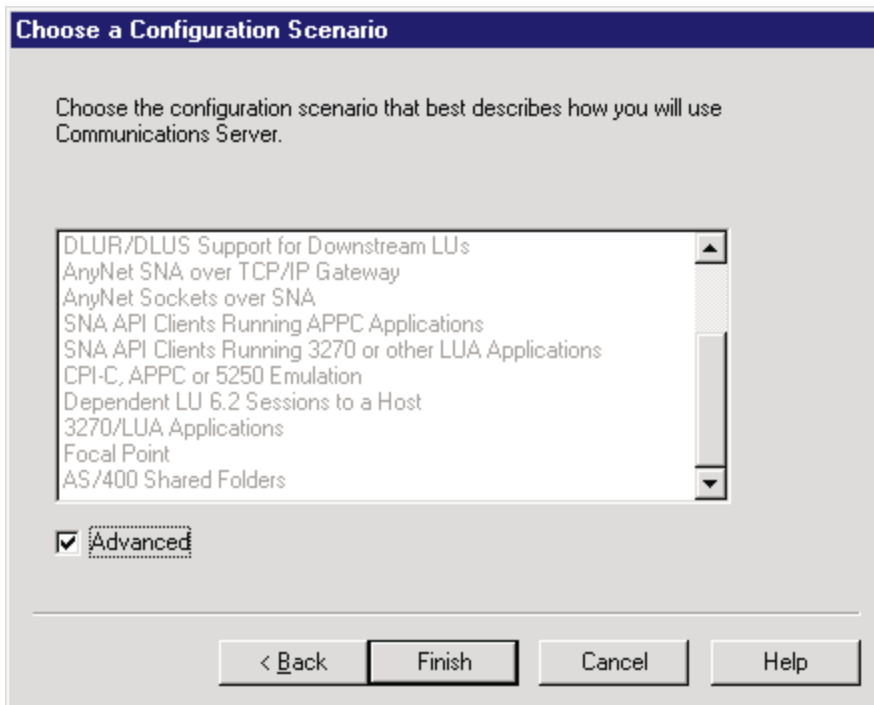 Choose a Configuration Scenario
Choose the configuration scenario that best describes how you will use
Communications Server.
DLUR/DLUS Support for Downstream LUs
AnyNet SNA over TCP/IP Gateway
AnyNet Sockets over SNA
SNA API Clients Running APPC Applications
SNA API Clients Running 3270 or other LUA Applications
CPI-C, APPC or 5250 Emulation
Dependent LU 6.2 Sessions to a Host
3270/LUA Applications
Focal Point
AS/400 Shared Folders
Advanced
< Back Finish Cancel Help